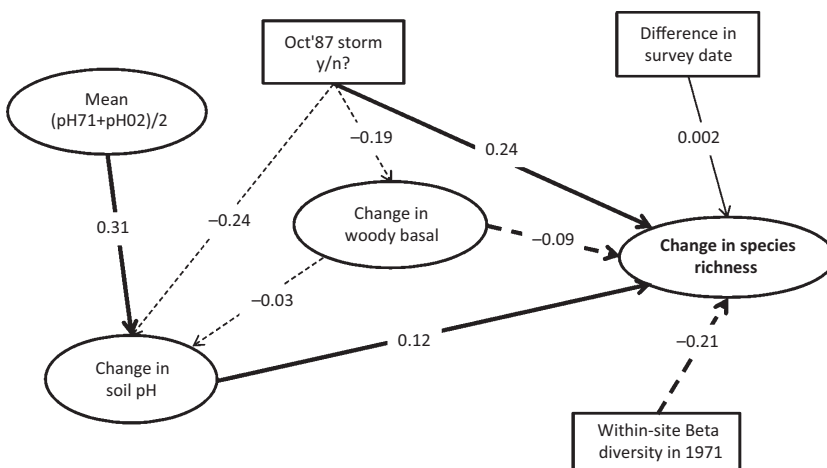 Oct'87 storm
y/n?
Difference in
survey date
Mean
(pH71+pH02)/2
–0.19
0.24
0.002
0.31
–0.24
Change in
woody basal
–0.09
Change in species
richness
–0.03
0.12
–0.21
Change in
soil pH
Within-site Beta
diversity in 1971